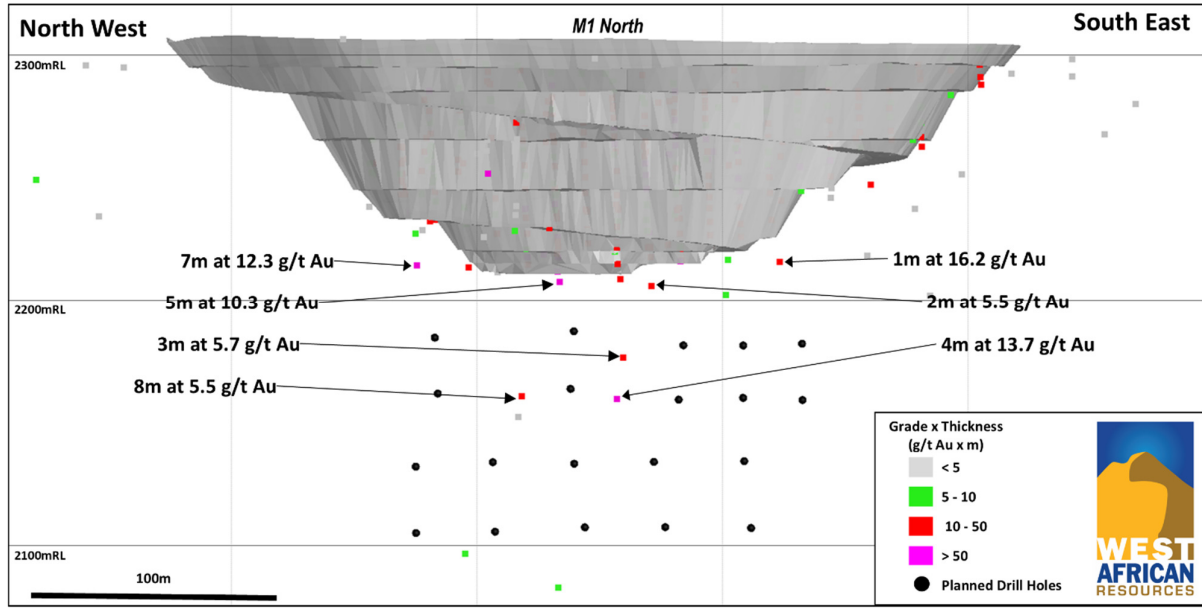 North West
M1 North
South East
2300mRL
7m at 12.3 g/t Au
1m at 16.2 g/t Au
5m at 10.3 g/t Au
2m at 5.5 g/t Au
2200mRL
3m at 5.7 g/t Au
4m at 13.7 g/t Au
8m at 5.5 g/t Au
2100mRL
100m
Grade x Thickness
(g/t Au x m)
< 5
5 - 10
10 - 50
> 50
Planned Drill Holes
WEST
AFRICAN
RESOURCES